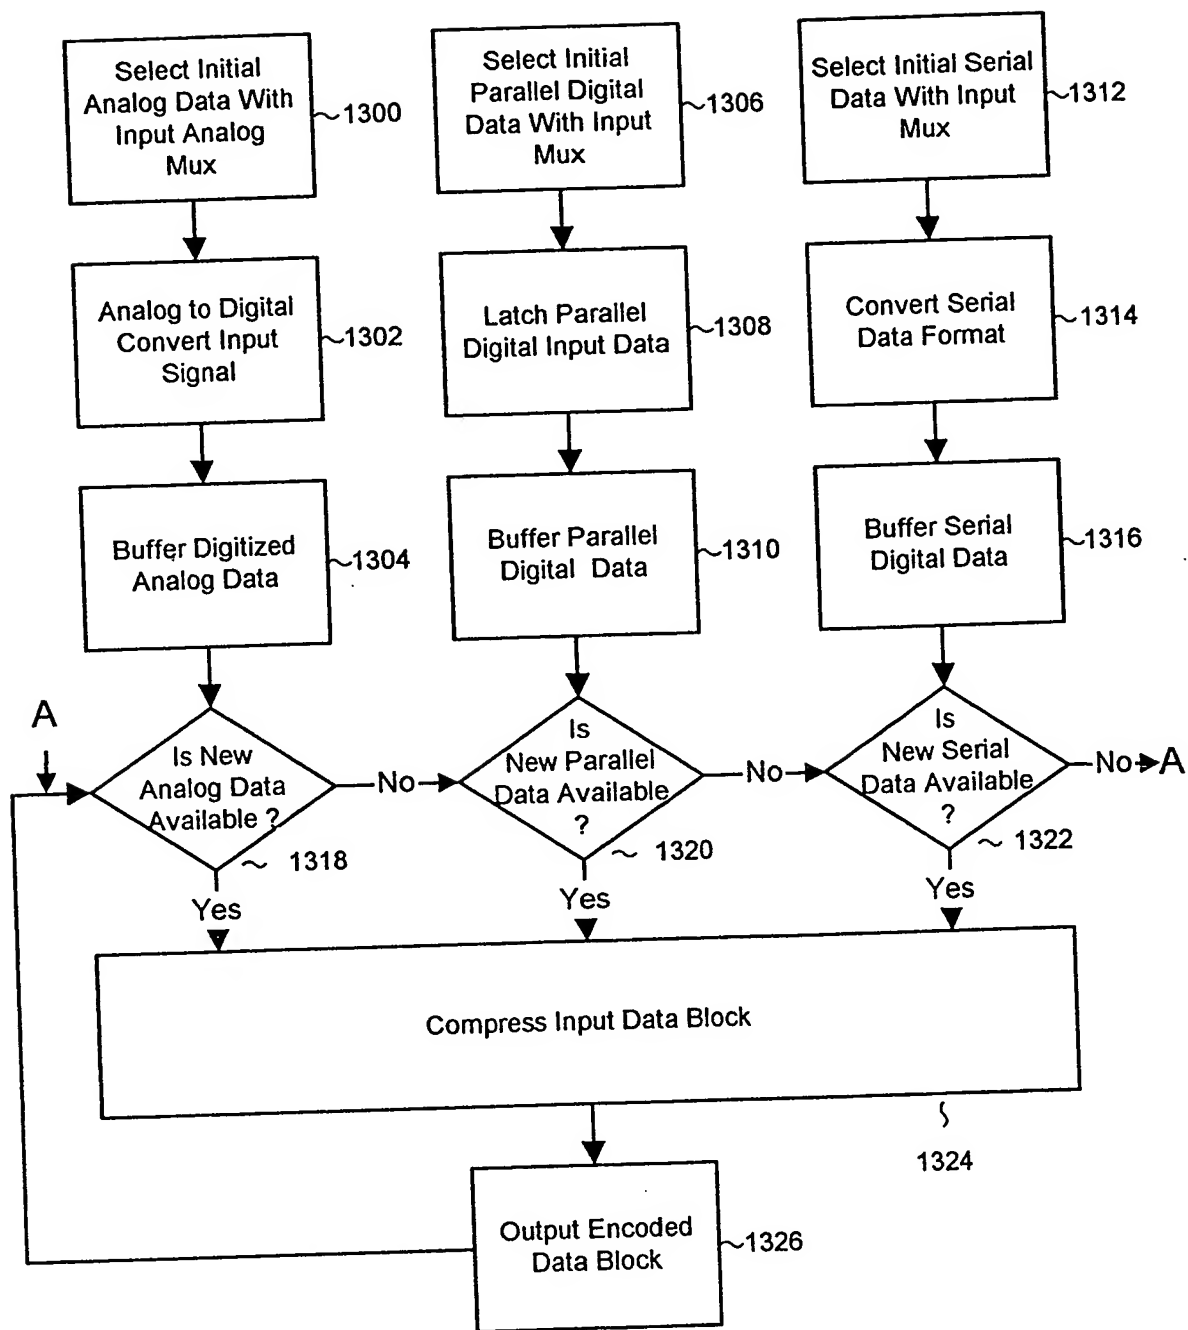 Select Initial
Analog Data With
Input Analog
Mux
~1300
Select Initial
Parallel Digital
Data With Input
Mux
~1306
Select Initial Serial
Data With Input
Mux
~1312
Analog to Digital
Convert Input
Signal
~1302
Latch Parallel
Digital Input Data
~1308
Convert Serial
Data Format
~1314
Buffer Digitized
Analog Data
~1304
Buffer Parallel
Digital Data
~1310
Buffer Serial
Digital Data
~1316
A
Is New
Analog Data
Available ?
~ 1318
No
Is
New Parallel
Data Available
?
~ 1320
No
Is
New Serial
Data Available
?
~ 1322
No
A
Yes
Yes
Yes
Compress Input Data Block
1324
Output Encoded
Data Block
~1326